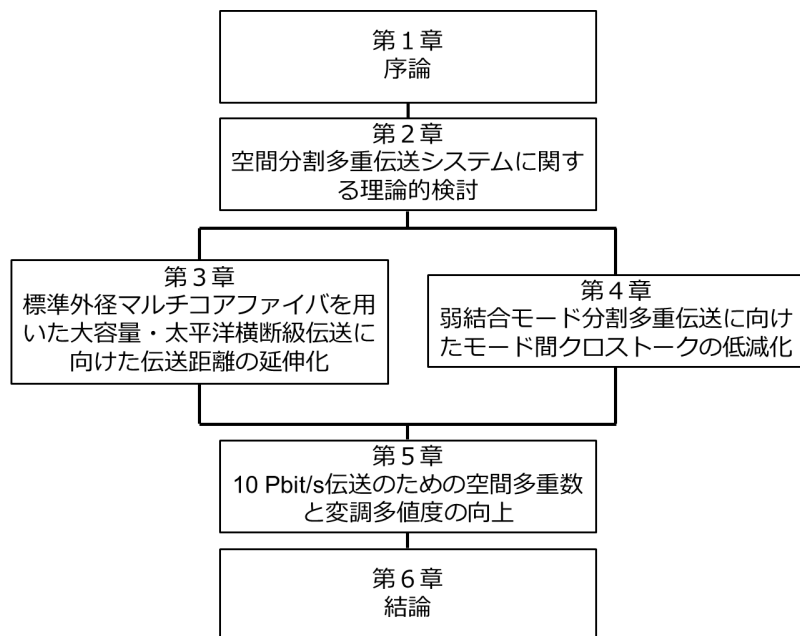 第１章
序論
第２章
空間分割多重伝送システムに関す
る理論的検討
第３章
標準外径マルチコアファイバを用
いた大容量・太平洋横断級伝送に
向けた伝送距離の延伸化
第４章
弱結合モード分割多重伝送に向け
たモード間クロストークの低減化
第５章
10 Pbit/s伝送のための空間多重数
と変調多値度の向上
第６章
結論